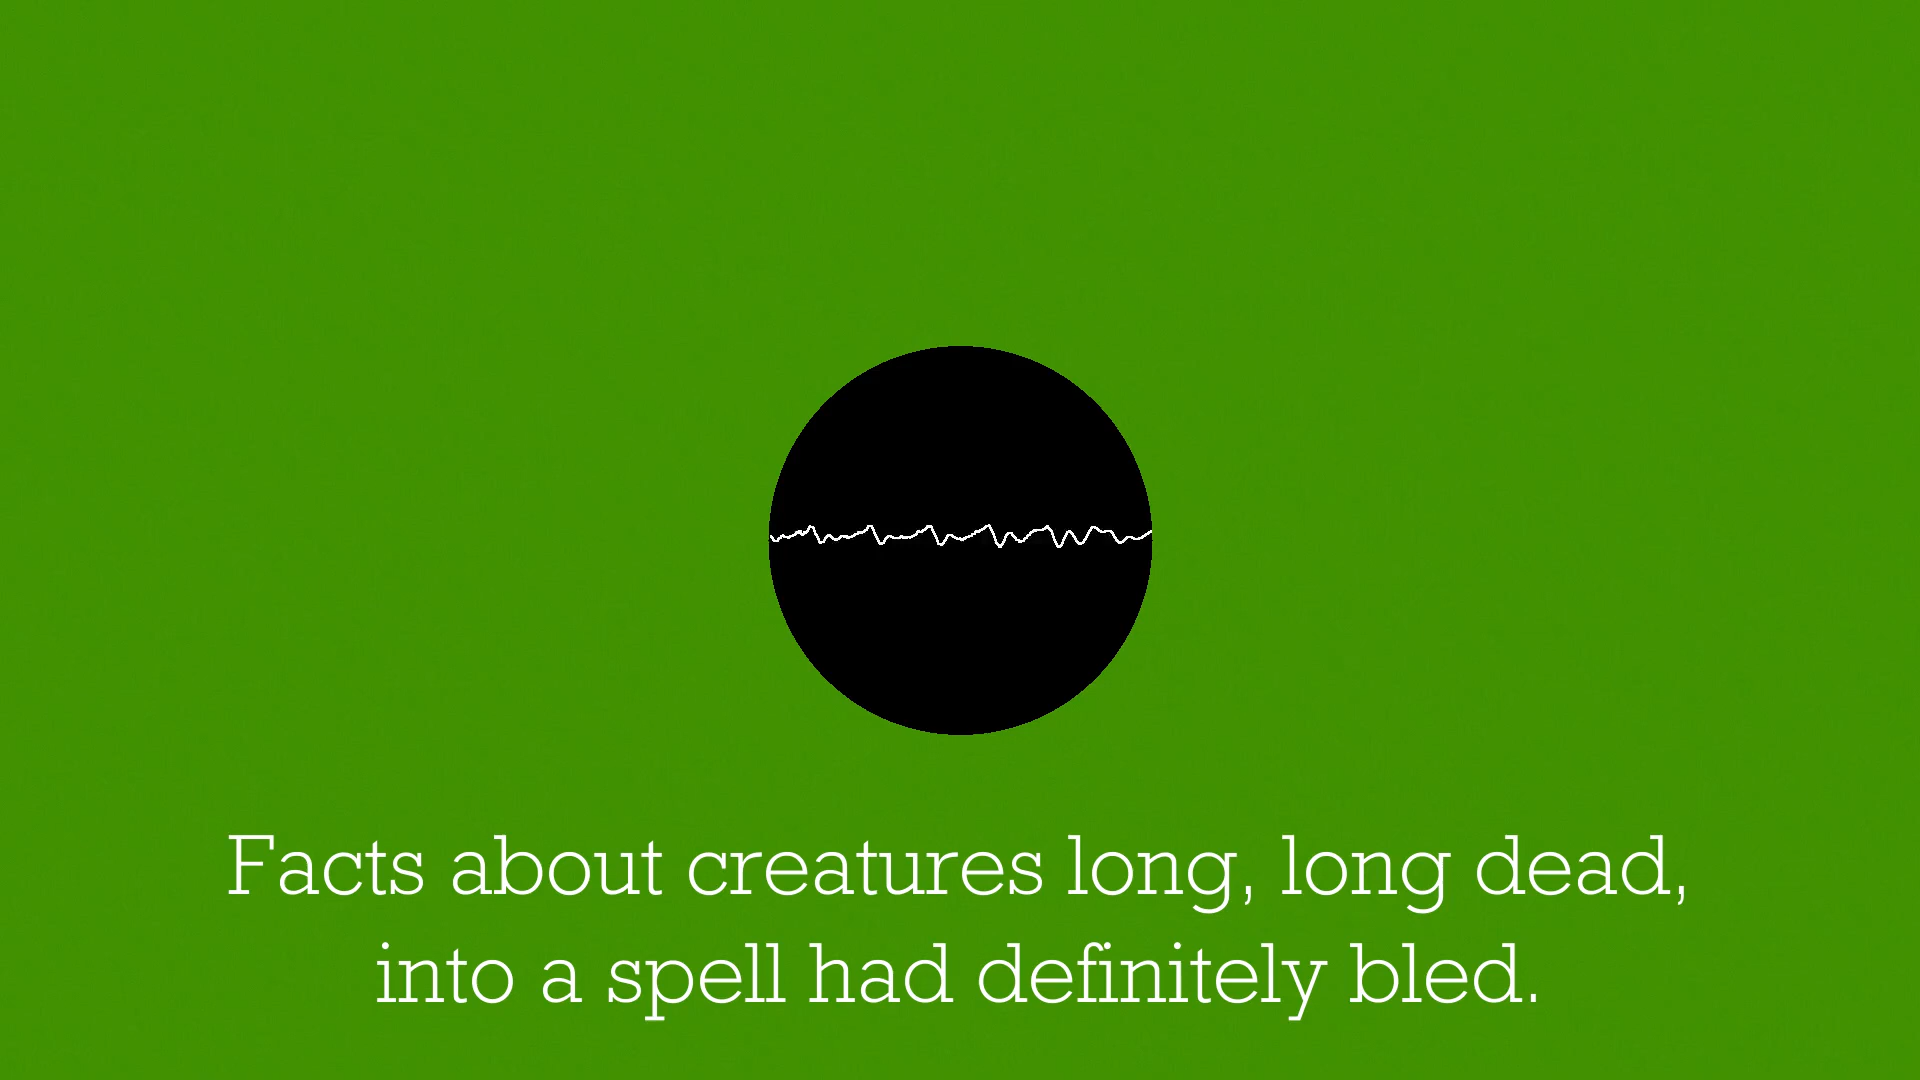 Facts about creatures long, long dead,
into a spell had definitely bled.